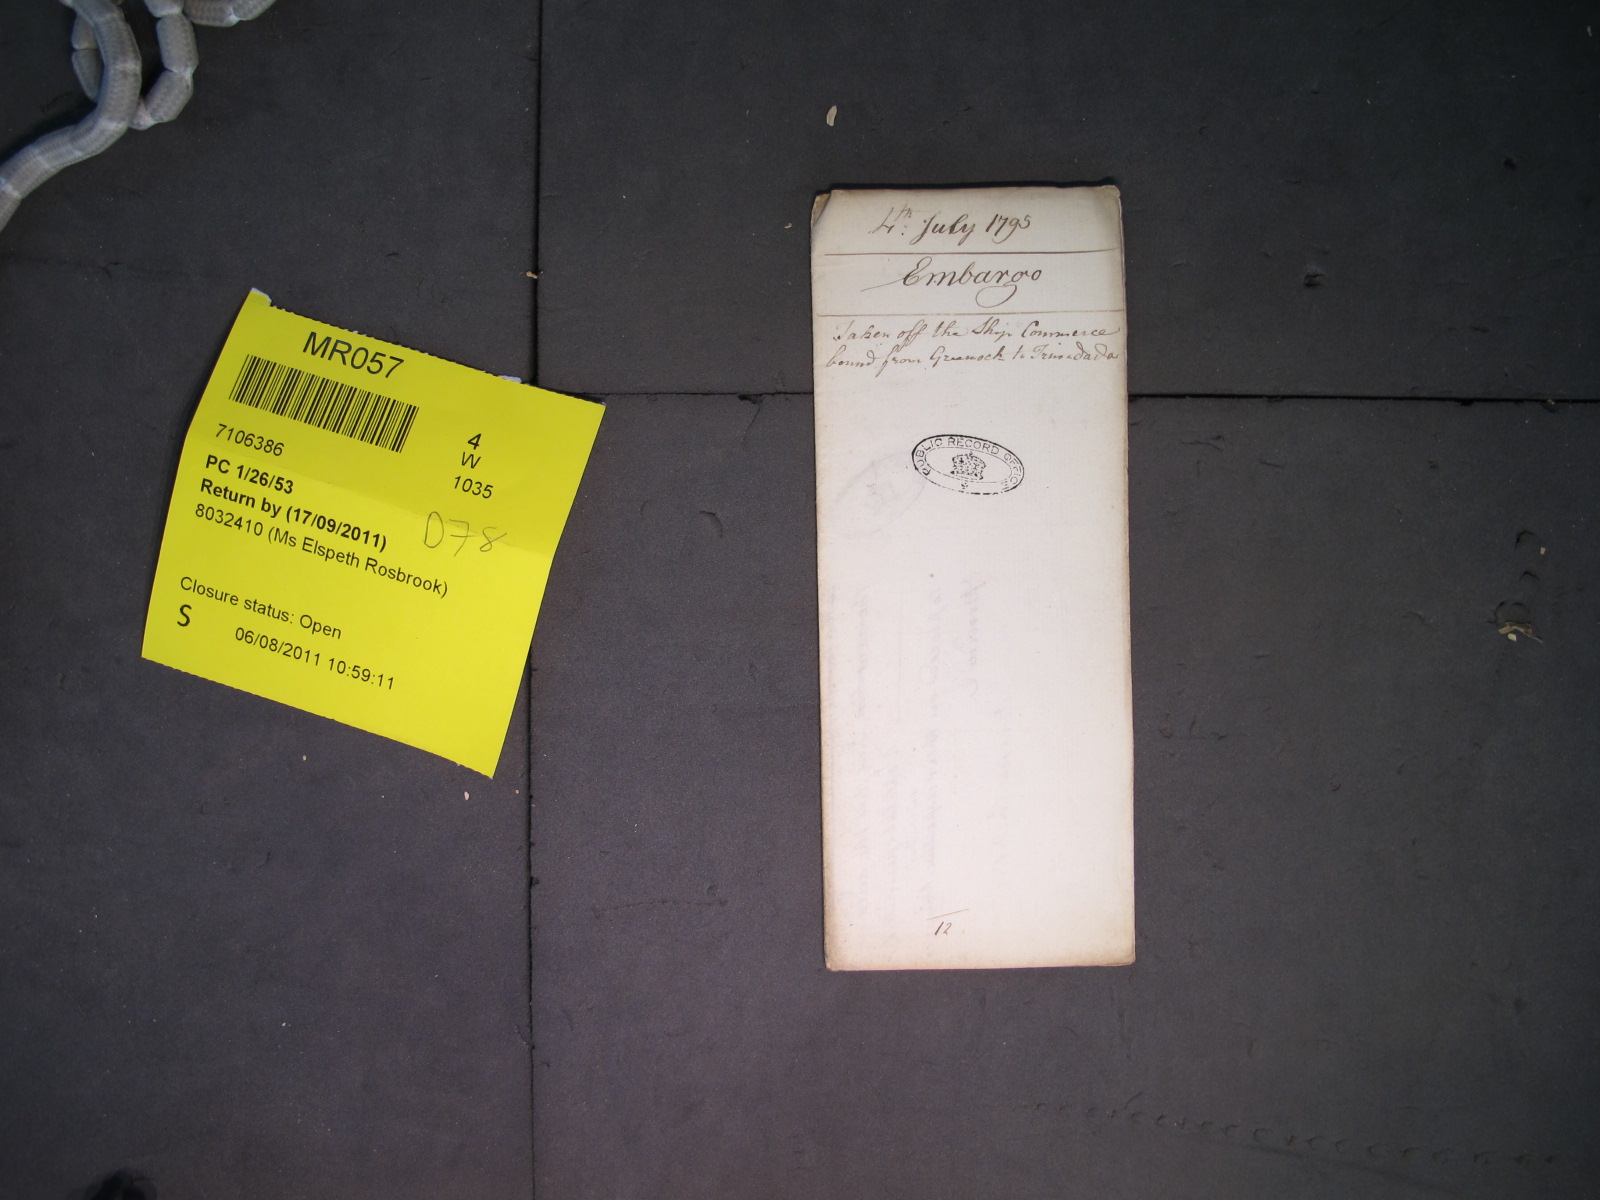 MR057
7106386
4
W
1035
PC 1/26/53
Return by (17/09/2011)
D78
8032410 (Ms Elspeth Rosbrook)
Closure status: Open
S
06/08/2011 10:59:11
4th: July 1795
Embargo
Taken off the Ship Commerce
bound from Greenock to Trinidada
PUBLIC RECORD OFFICE
12